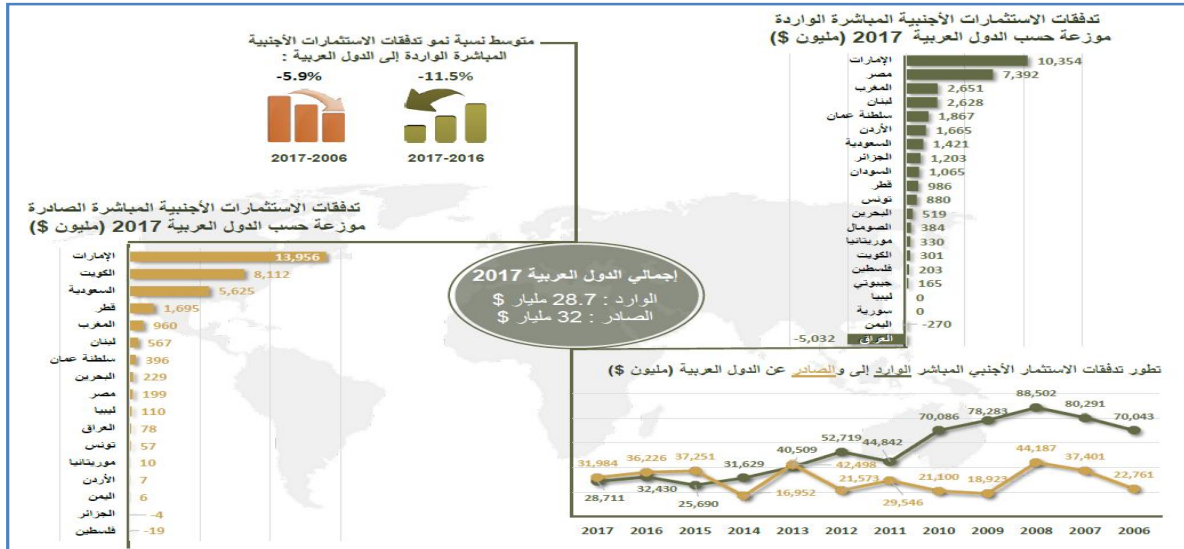 تدفقات الاستثمارات الأجنبية المباشرة الواردة
موزعة حسب الدول العربية 2017 (مليون $)
الإمارات 10,354
مصر 7,392
المغرب 2,651
لبنان 2,628
سلطنة عمان 1,867
الأردن 1,665
السعودية 1,421
الجزائر 1,203
السودان 1,065
قطر 986
تونس 880
البحرين 519
الصومال 384
موريتانيا 330
الكويت 301
فلسطين 203
جيبوتي 165
ليبيا 0
سورية 0
اليمن -270
العراق -5,032
متوسط نسبة نمو تدفقات الاستثمارات الأجنبية
المباشرة الواردة إلى الدول العربية :
-11.5% -5.9%
2017-2016 2017-2006
تدفقات الاستثمارات الأجنبية المباشرة الصادرة
موزعة حسب الدول العربية 2017 (مليون $)
الإمارات 13,956
الكويت 8,112
السعودية 5,625
قطر 1,695
المغرب 960
لبنان 567
سلطنة عمان 396
البحرين 229
مصر 199
ليبيا 110
العراق 78
تونس 57
موريتانيا 10
الأردن 7
اليمن 6
الجزائر -4
فلسطين -19
إجمالي الدول العربية 2017
الوارد : 28.7 مليار $
الصادر : 32 مليار $
تطور تدفقات الاستثمار الأجنبي المباشر الوارد إلى والصادر عن الدول العربية (مليون $)
70,043 80,291 88,502 78,283 70,086 44,842 52,719 40,509 31,629 25,690 32,430 28,711
22,761 37,401 44,187 18,923 21,100 29,546 21,573 42,498 16,952 37,251 36,226 31,984
2017 2016 2015 2014 2013 2012 2011 2010 2009 2008 2007 2006